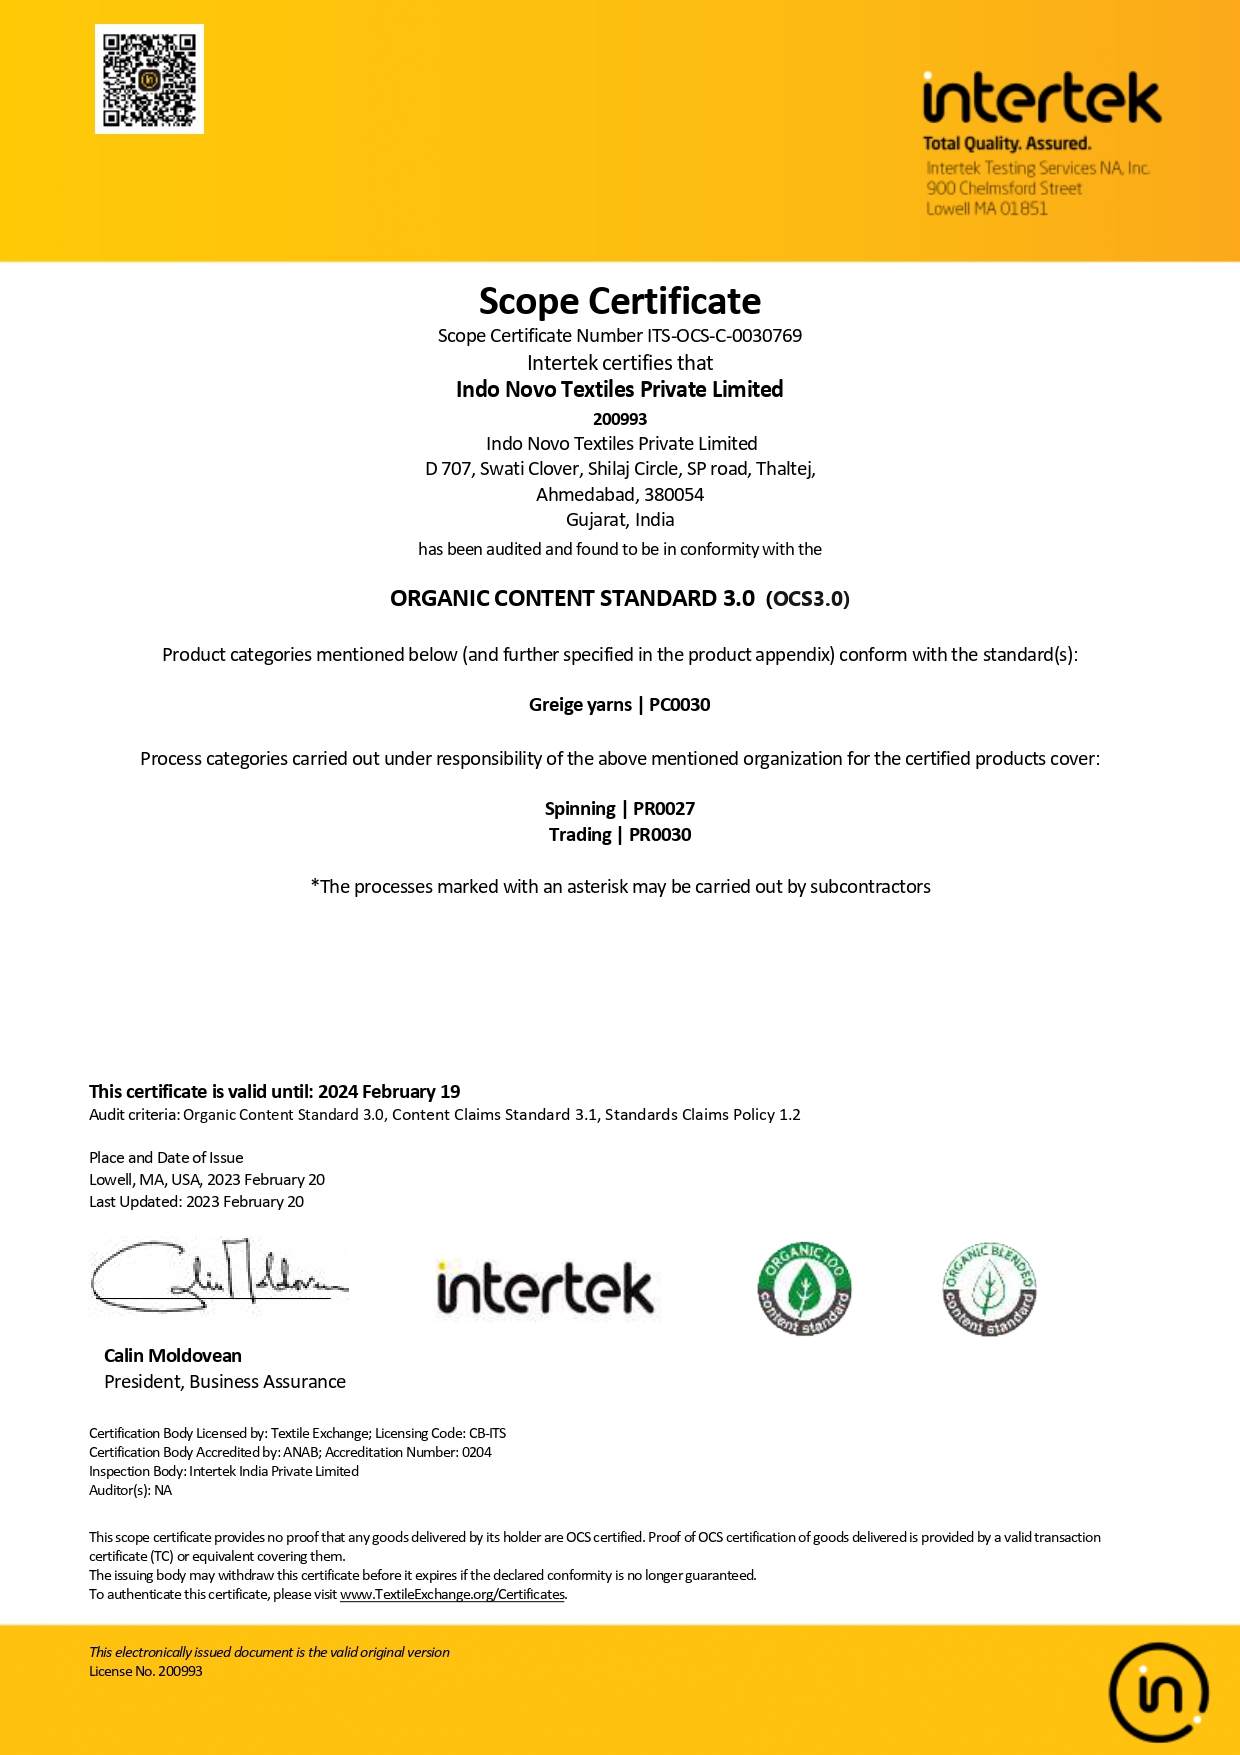 intertek
Total Quality. Assured.
Intertek Testing Services NA, Inc.
900 Chelmsford Street
Lowell MA 01851
Scope Certificate
Scope Certificate Number ITS-OCS-C-0030769
Intertek certifies that
Indo Novo Textiles Private Limited
200993
Indo Novo Textiles Private Limited
D 707, Swati Clover, Shilaj Circle, SP road, Thaltej,
Ahmedabad, 380054
Gujarat, India
has been audited and found to be in conformity with the
ORGANIC CONTENT STANDARD 3.0 (OCS3.0)
Product categories mentioned below (and further specified in the product appendix) conform with the standard(s):
Greige yarns | PC0030
Process categories carried out under responsibility of the above mentioned organization for the certified products cover:
Spinning | PR0027
Trading | PR0030
*The processes marked with an asterisk may be carried out by subcontractors
This certificate is valid until: 2024 February 19
Audit criteria: Organic Content Standard 3.0, Content Claims Standard 3.1, Standards Claims Policy 1.2
Place and Date of Issue
Lowell, MA, USA, 2023 February 20
Last Updated: 2023 February 20
Calin Moldovean
intertek
ORGANIC 100 content standard
ORGANIC BLENDED content standard
Calin Moldovean
President, Business Assurance
Certification Body Licensed by: Textile Exchange; Licensing Code: CB-ITS
Certification Body Accredited by: ANAB; Accreditation Number: 0204
Inspection Body: Intertek India Private Limited
Auditor(s): NA
This scope certificate provides no proof that any goods delivered by its holder are OCS certified. Proof of OCS certification of goods delivered is provided by a valid transaction
certificate (TC) or equivalent covering them.
The issuing body may withdraw this certificate before it expires if the declared conformity is no longer guaranteed.
To authenticate this certificate, please visit www.TextileExchange.org/Certificates.
This electronically issued document is the valid original version
License No. 200993
in